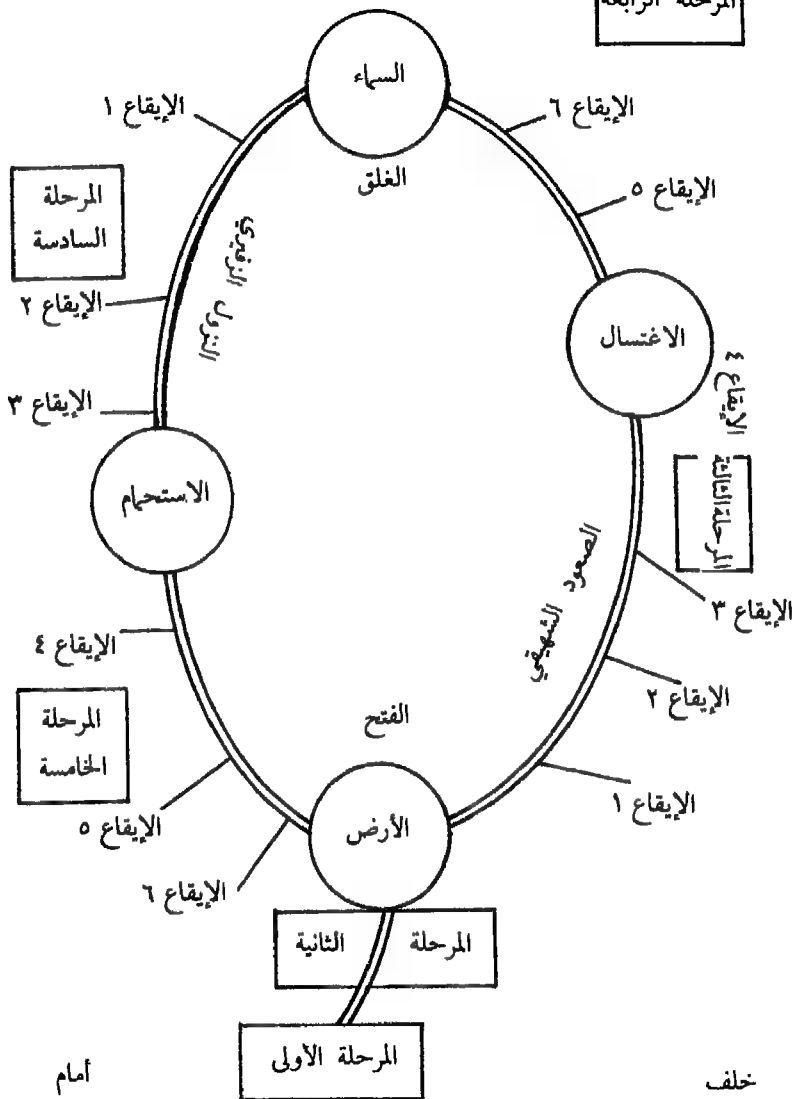 المرحلة الرابعة
السماء
الإيقاع ١
الإيقاع ٦
الغلق
الإيقاع ٥
المرحلة
السادسة
النزول الزفيري
الإيقاع ٢
الاغتسال
الإيقاع ٤
الإيقاع ٣
المرحلة الثالثة
الاستحمام
الصعود الشهيقي
الإيقاع ٣
الإيقاع ٤
الإيقاع ٢
المرحلة
الخامسة
الفتح
الإيقاع ١
الأرض
الإيقاع ٥
الإيقاع ٦
المرحلة الثانية
المرحلة الأولى
خلف
أمام